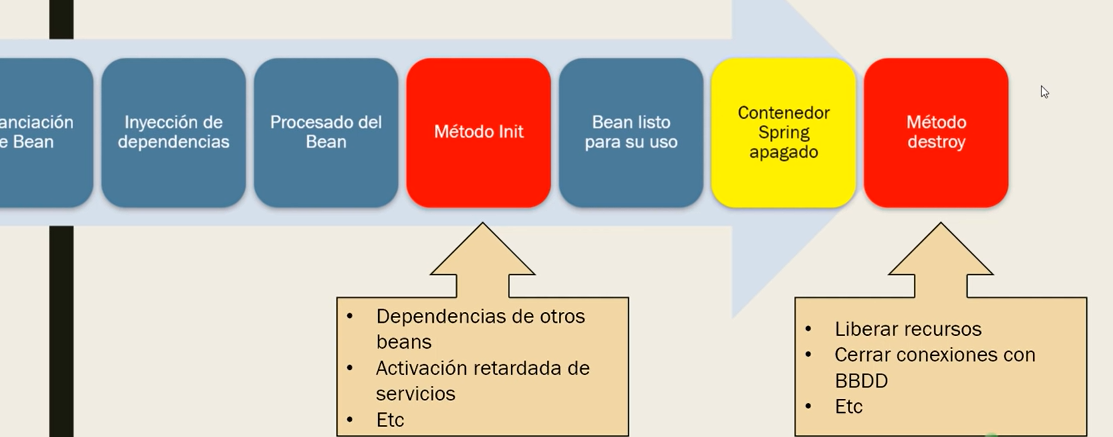 anciación
e Bean
Inyección de
dependencias
Procesado del
Bean
Método Init
Bean listo
para su uso
Contenedor
Spring
apagado
Método
destroy
• Dependencias de otros
beans
• Activación retardada de
servicios
• Etc
• Liberar recursos
• Cerrar conexiones con
BBDD
• Etc